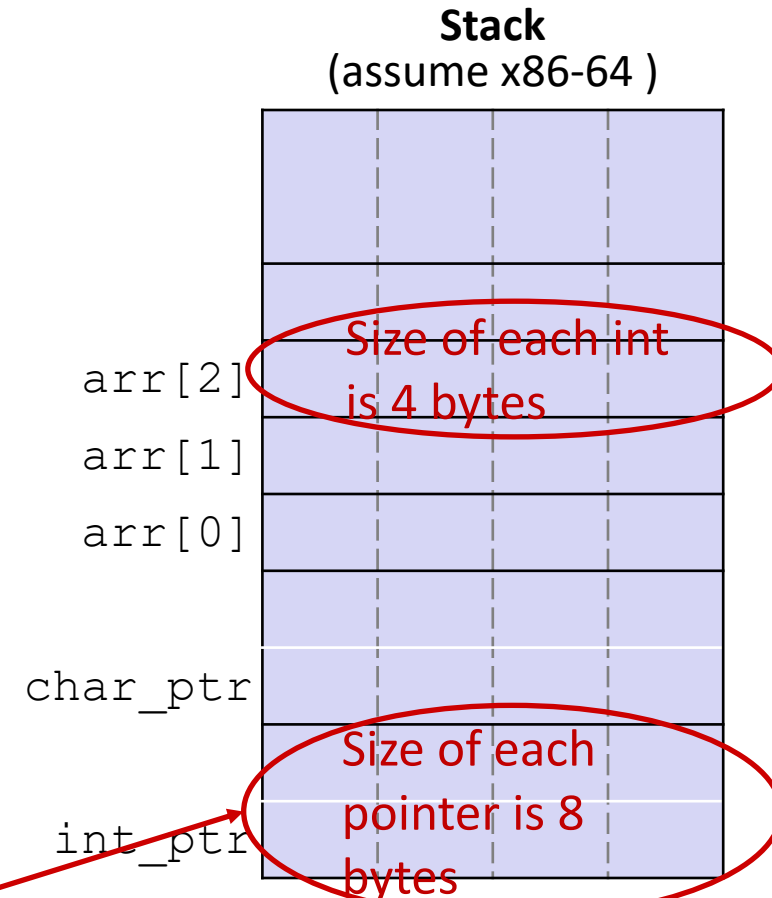 Stack
(assume x86-64 )
Size of each int
is 4 bytes
arr[2]
arr[1]
arr[0]
char_ptr
Size of each
pointer is 8
bytes
int_ptr